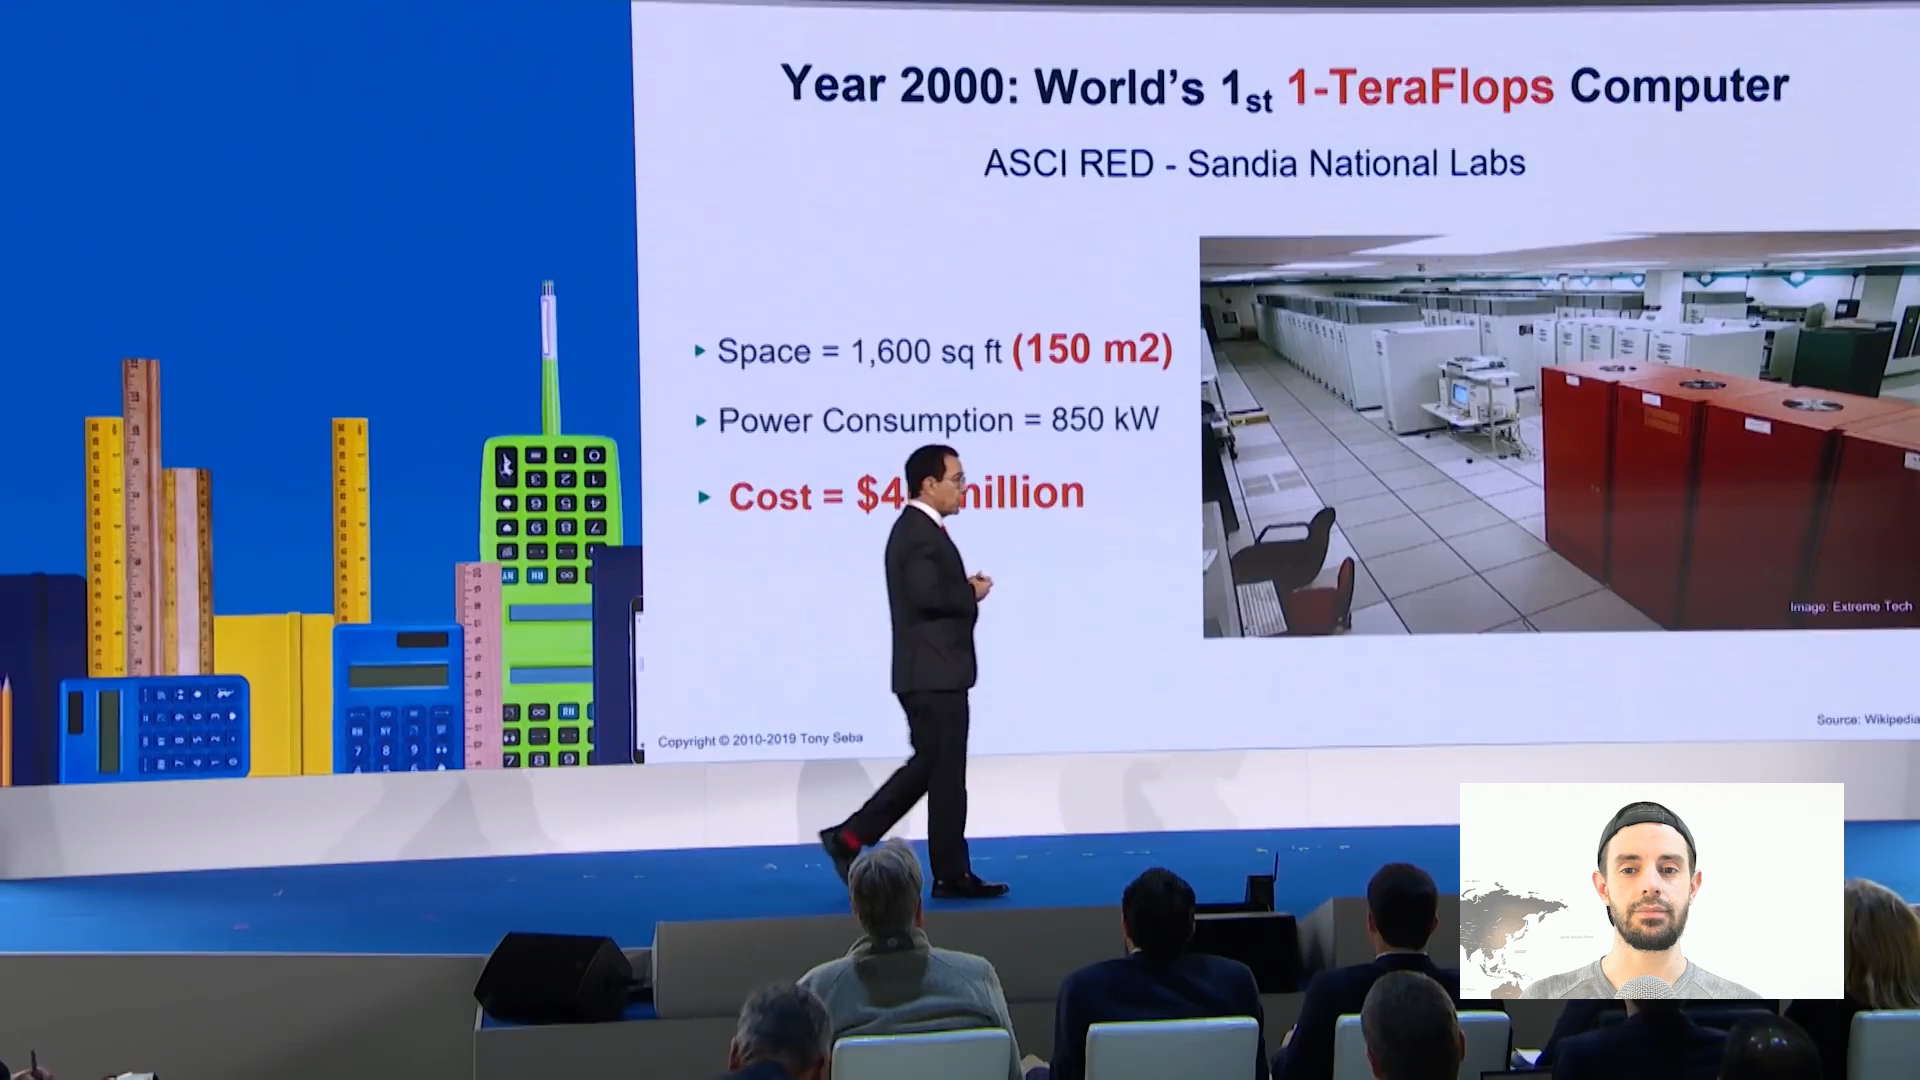 Year 2000: World's 1st 1-TeraFlops Computer
ASCI RED - Sandia National Labs
▸ Space = 1,600 sq ft (150 m2)
▸ Power Consumption = 850 kW
▸ Cost = $4 million
Image: Extreme Tech
Source: Wikipedia
Copyright © 2010-2019 Tony Seba